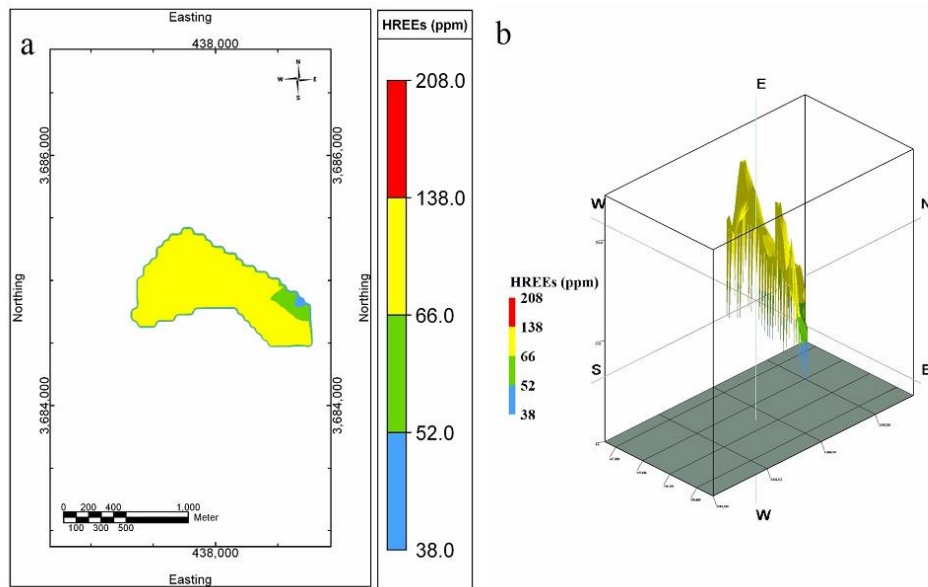 a
Easting
438,000
N
W
E
S
3,686,000
3,686,000
Northing
Northing
3,684,000
3,684,000
0 200 400 1,000
Meter
100 300 500
438,000
Easting
HREEs (ppm)
208.0
138.0
66.0
52.0
38.0
b
E
W
N
HREEs (ppm)
208
138
66
52
38
S
E
W